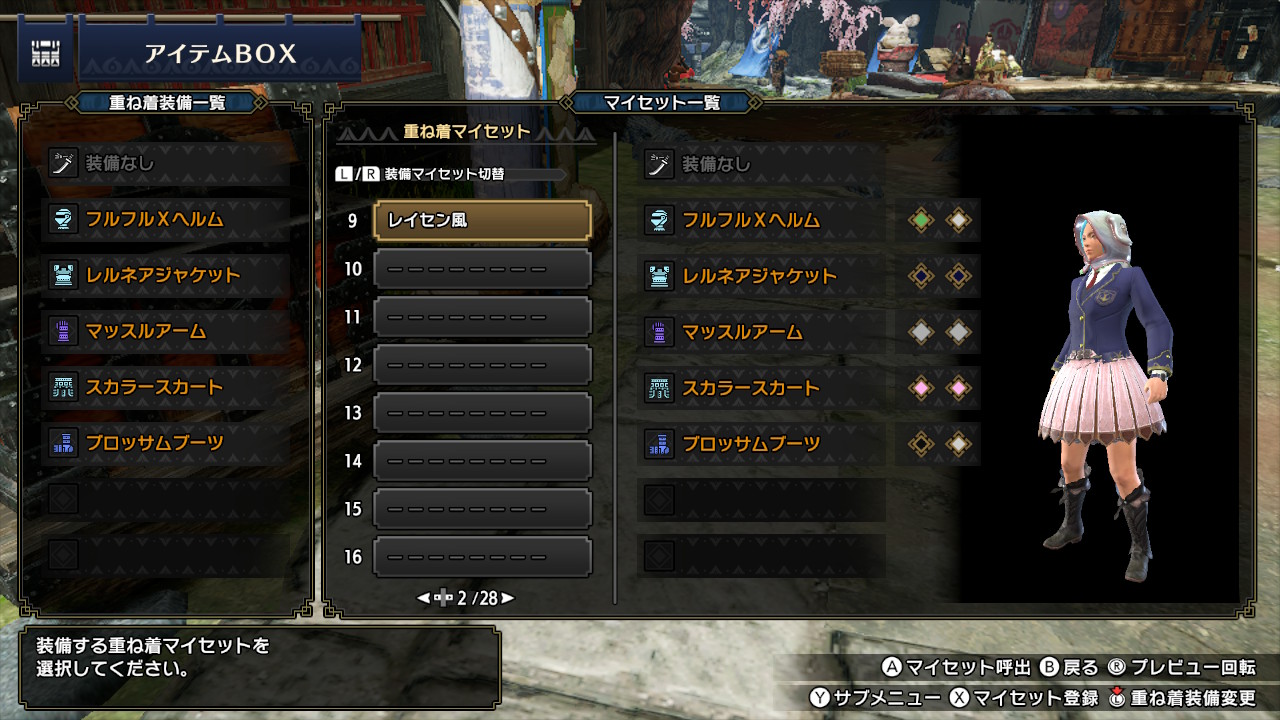 アイテムBOX
重ね着装備一覧
装備なし
フルフルXヘルム
レルネアジャケット
マッスルアーム
スカラースカート
ブロッサムブーツ
マイセット一覧
重ね着マイセット
L/R 装備マイセット切替
9 レイセン風
10 --------
11 --------
12 --------
13 --------
14 --------
15 --------
16 --------
2/28
装備なし
フルフルXヘルム
レルネアジャケット
マッスルアーム
スカラースカート
ブロッサムブーツ
装備する重ね着マイセットを
選択してください。
A マイセット呼出 B 戻る R プレビュー回転
Y サブメニュー X マイセット登録 L 重ね着装備変更